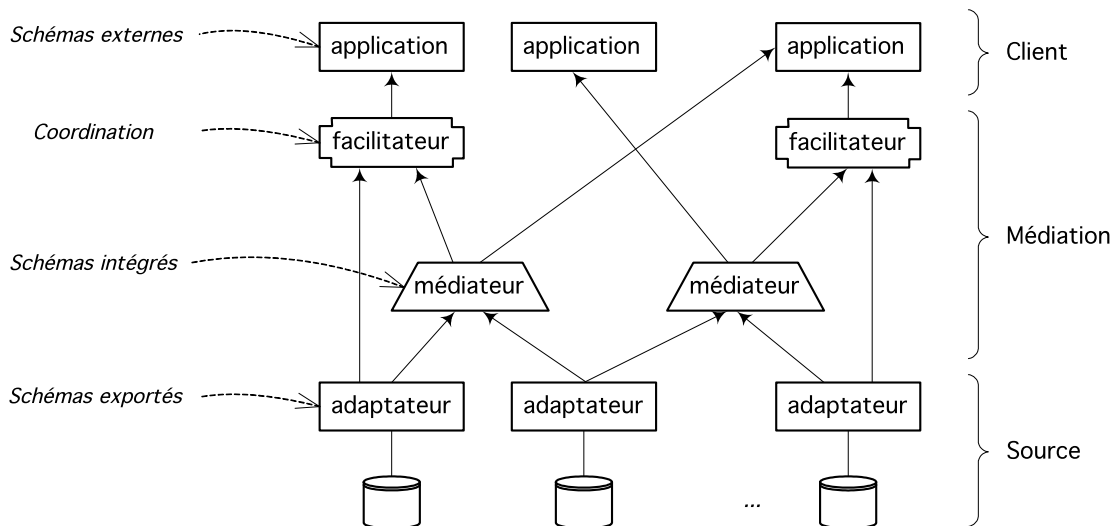 Schémas externes
application
application
application
Client
Coordination
facilitateur
facilitateur
Médiation
Schémas intégrés
médiateur
médiateur
Schémas exportés
adaptateur
adaptateur
adaptateur
Source
...